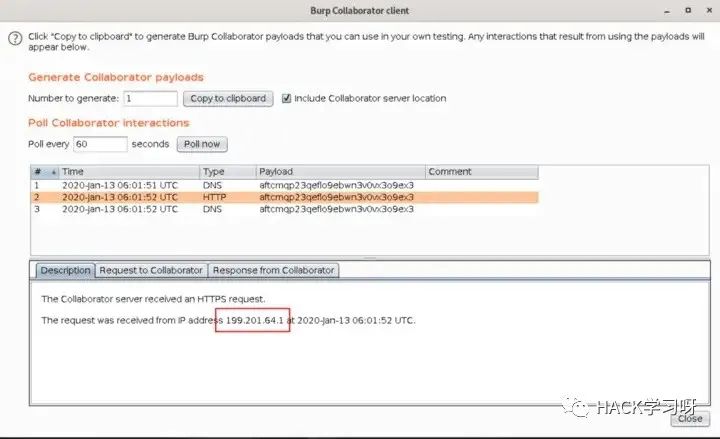 Burp Collaborator client
Click "Copy to clipboard" to generate Burp Collaborator payloads that you can use in your own testing. Any interactions that result from using the payloads will
appear below.
Generate Collaborator payloads
Number to generate: 1 Copy to clipboard Include Collaborator server location
Poll Collaborator interactions
Poll every 60 seconds Poll now
# Time Type Payload Comment
1 2020-Jan-13 06:01:51 UTC DNS aftcmqp23qeflo9ebwn3v0vx3o9ex3
2 2020-Jan-13 06:01:52 UTC HTTP aftcmqp23qeflo9ebwn3v0vx3o9ex3
3 2020-Jan-13 06:01:52 UTC DNS aftcmqp23qeflo9ebwn3v0vx3o9ex3
Description Request to Collaborator Response from Collaborator
The Collaborator server received an HTTPS request.
The request was received from IP address 199.201.64.1 at 2020-Jan-13 06:01:52 UTC.
HACK学习呀
Close